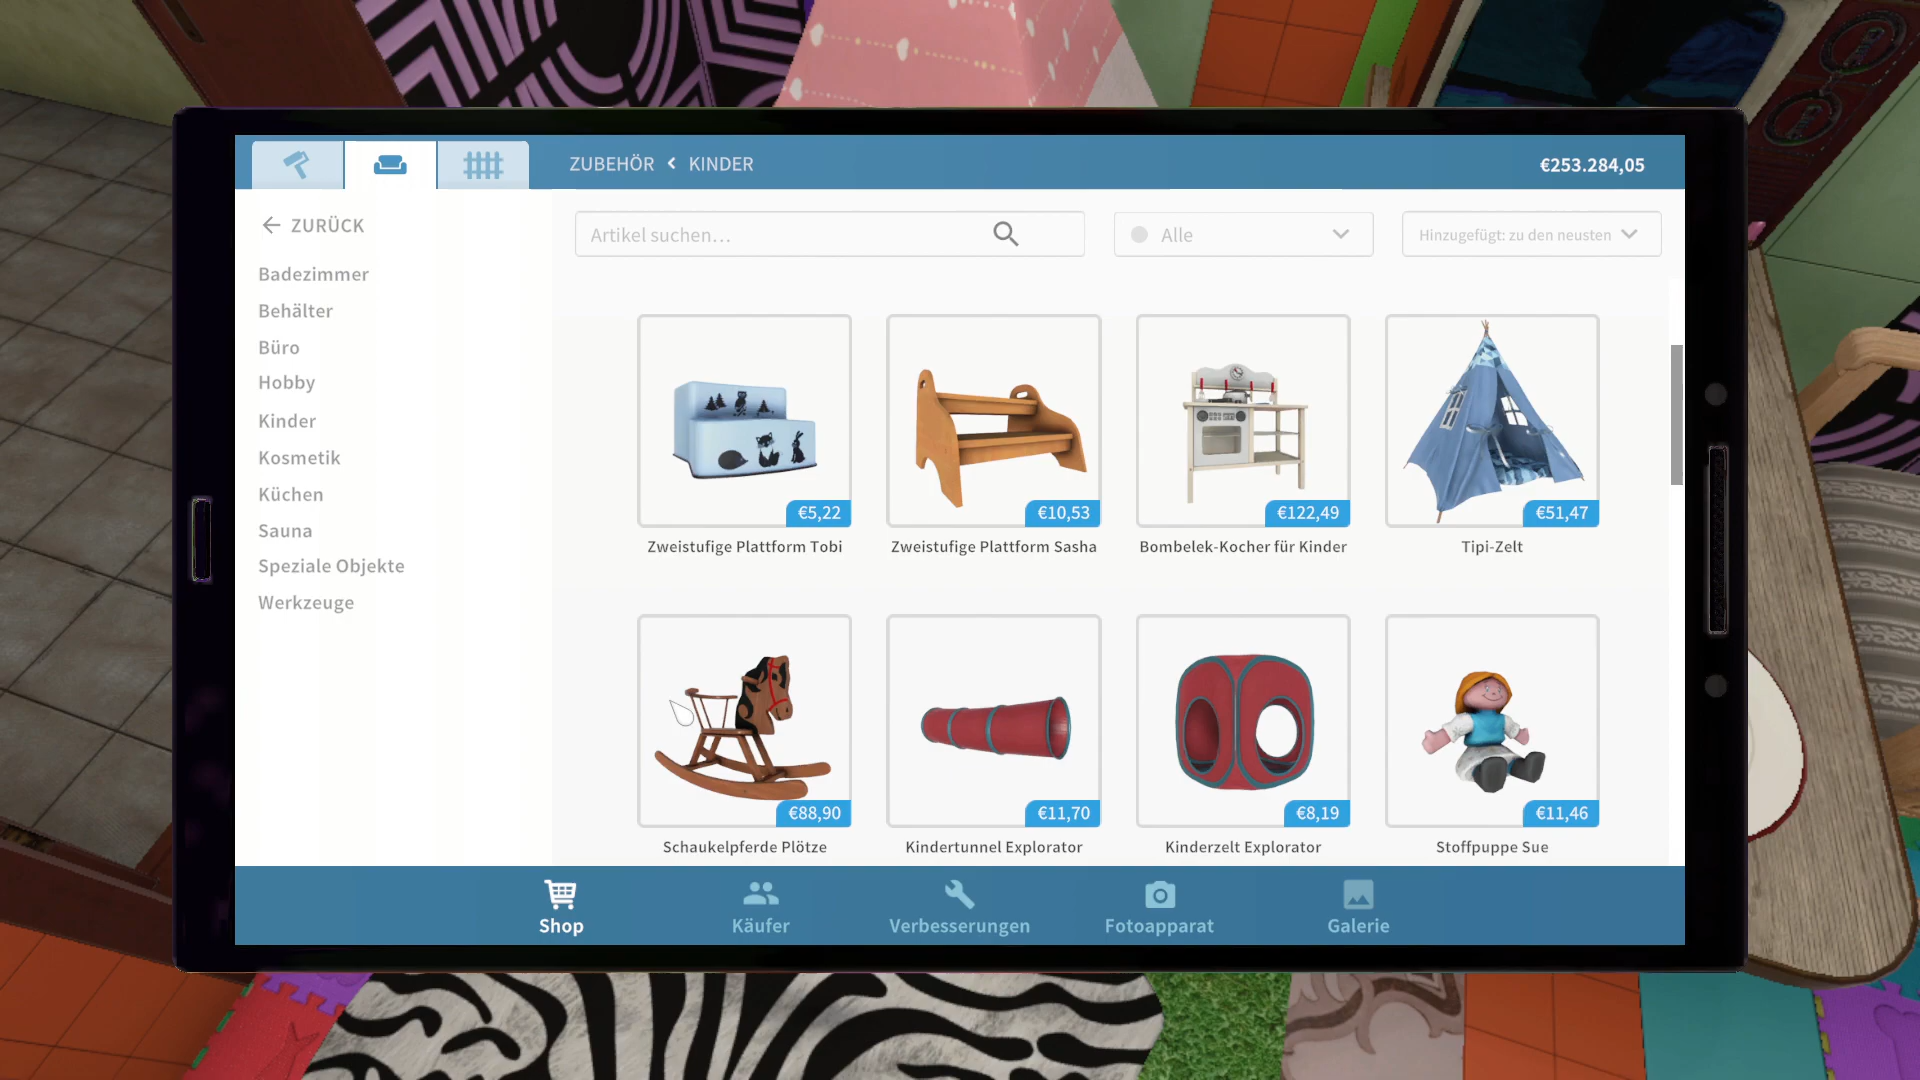 ZUBEHÖR < KINDER
€253.284,05
ZURÜCK
Artikel suchen...
Alle
Hinzugefügt: zu den neusten
Badezimmer
Behälter
Büro
Hobby
Kinder
Kosmetik
Küchen
Sauna
Speziale Objekte
Werkzeuge
€5,22
€10,53
€122,49
€51,47
Zweistufige Plattform Tobi
Zweistufige Plattform Sasha
Bombelek-Kocher für Kinder
Tipi-Zelt
€88,90
€11,70
€8,19
€11,46
Schaukelpferde Plötze
Kindertunnel Explorator
Kinderzelt Explorator
Stoffpuppe Sue
Shop
Käufer
Verbesserungen
Fotoapparat
Galerie